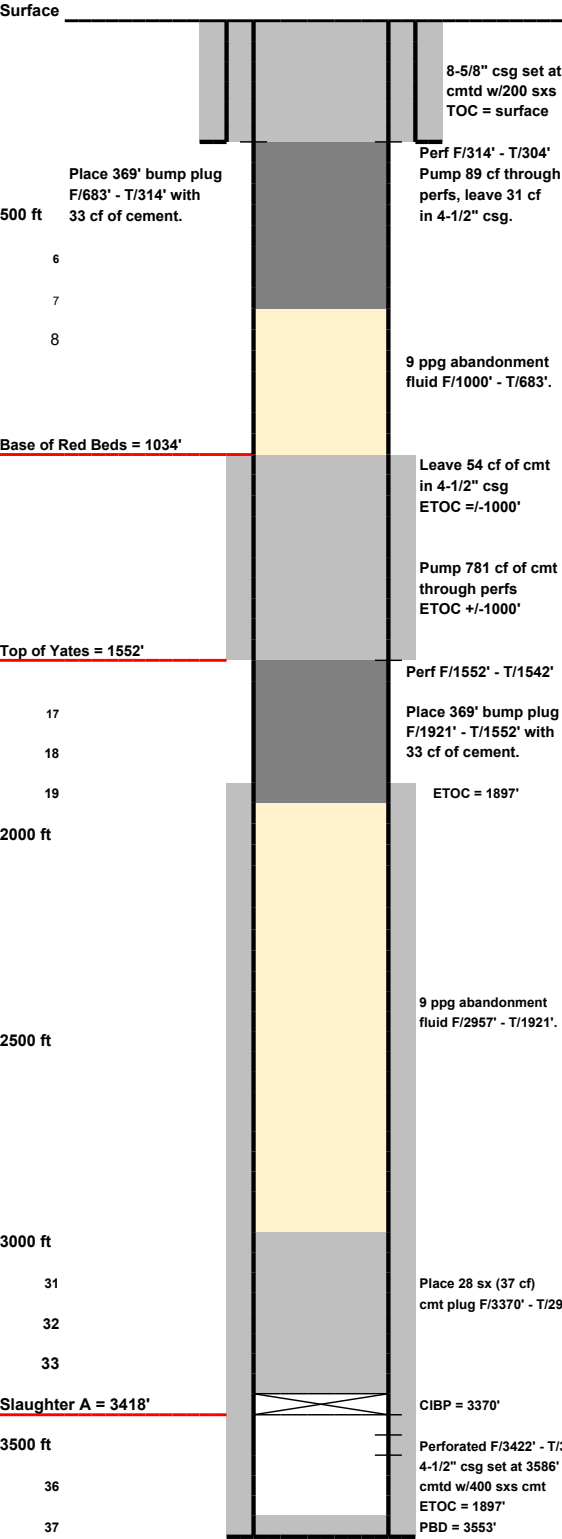 Surface
8-5/8" csg set at
cmtd w/200 sxs
TOC = surface
Perf F/314' - T/304'
Pump 89 cf through
perfs, leave 31 cf
in 4-1/2" csg.
Place 369' bump plug
F/683' - T/314' with
33 cf of cement.
500 ft
6
7
8
9 ppg abandonment
fluid F/1000' - T/683'.
Base of Red Beds = 1034'
Leave 54 cf of cmt
in 4-1/2" csg
ETOC =/-1000'
Pump 781 cf of cmt
through perfs
ETOC +/-1000'
Top of Yates = 1552'
Perf F/1552' - T/1542'
17
Place 369' bump plug
F/1921' - T/1552' with
33 cf of cement.
18
19
ETOC = 1897'
2000 ft
9 ppg abandonment
fluid F/2957' - T/1921'.
2500 ft
3000 ft
31
Place 28 sx (37 cf)
cmt plug F/3370' - T/29
32
33
Slaughter A = 3418'
CIBP = 3370'
3500 ft
Perforated F/3422' - T/3
4-1/2" csg set at 3586'
36
cmtd w/400 sxs cmt
ETOC = 1897'
37
PBD = 3553'